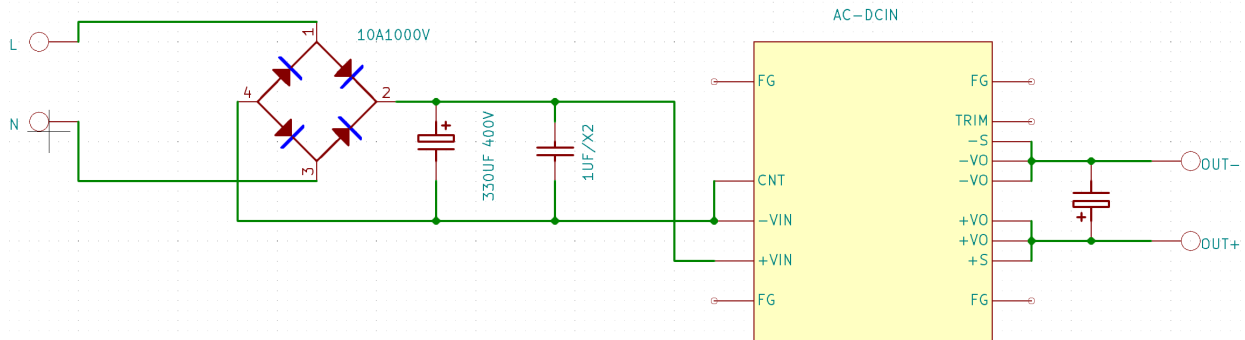 AC-DCIN
L
N
10A1000V
1
2
3
4
+
330UF 400V
1UF/X2
FG
CNT
-VIN
+VIN
FG
FG
TRIM
-S
-VO
-VO
+VO
+VO
+S
FG
+
OUT-
OUT+